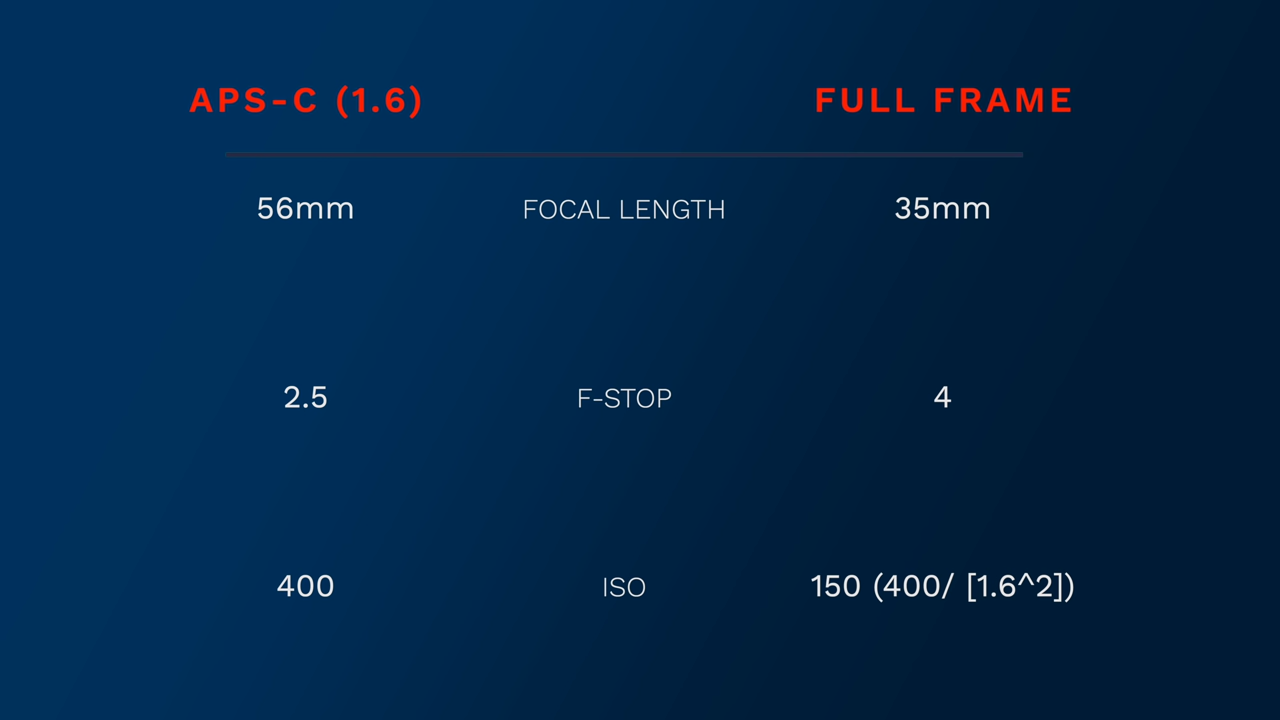 APS-C (1.6) FULL FRAME
56mm FOCAL LENGTH 35mm
2.5 F-STOP 4
400 ISO 150 (400/ [1.6^2])